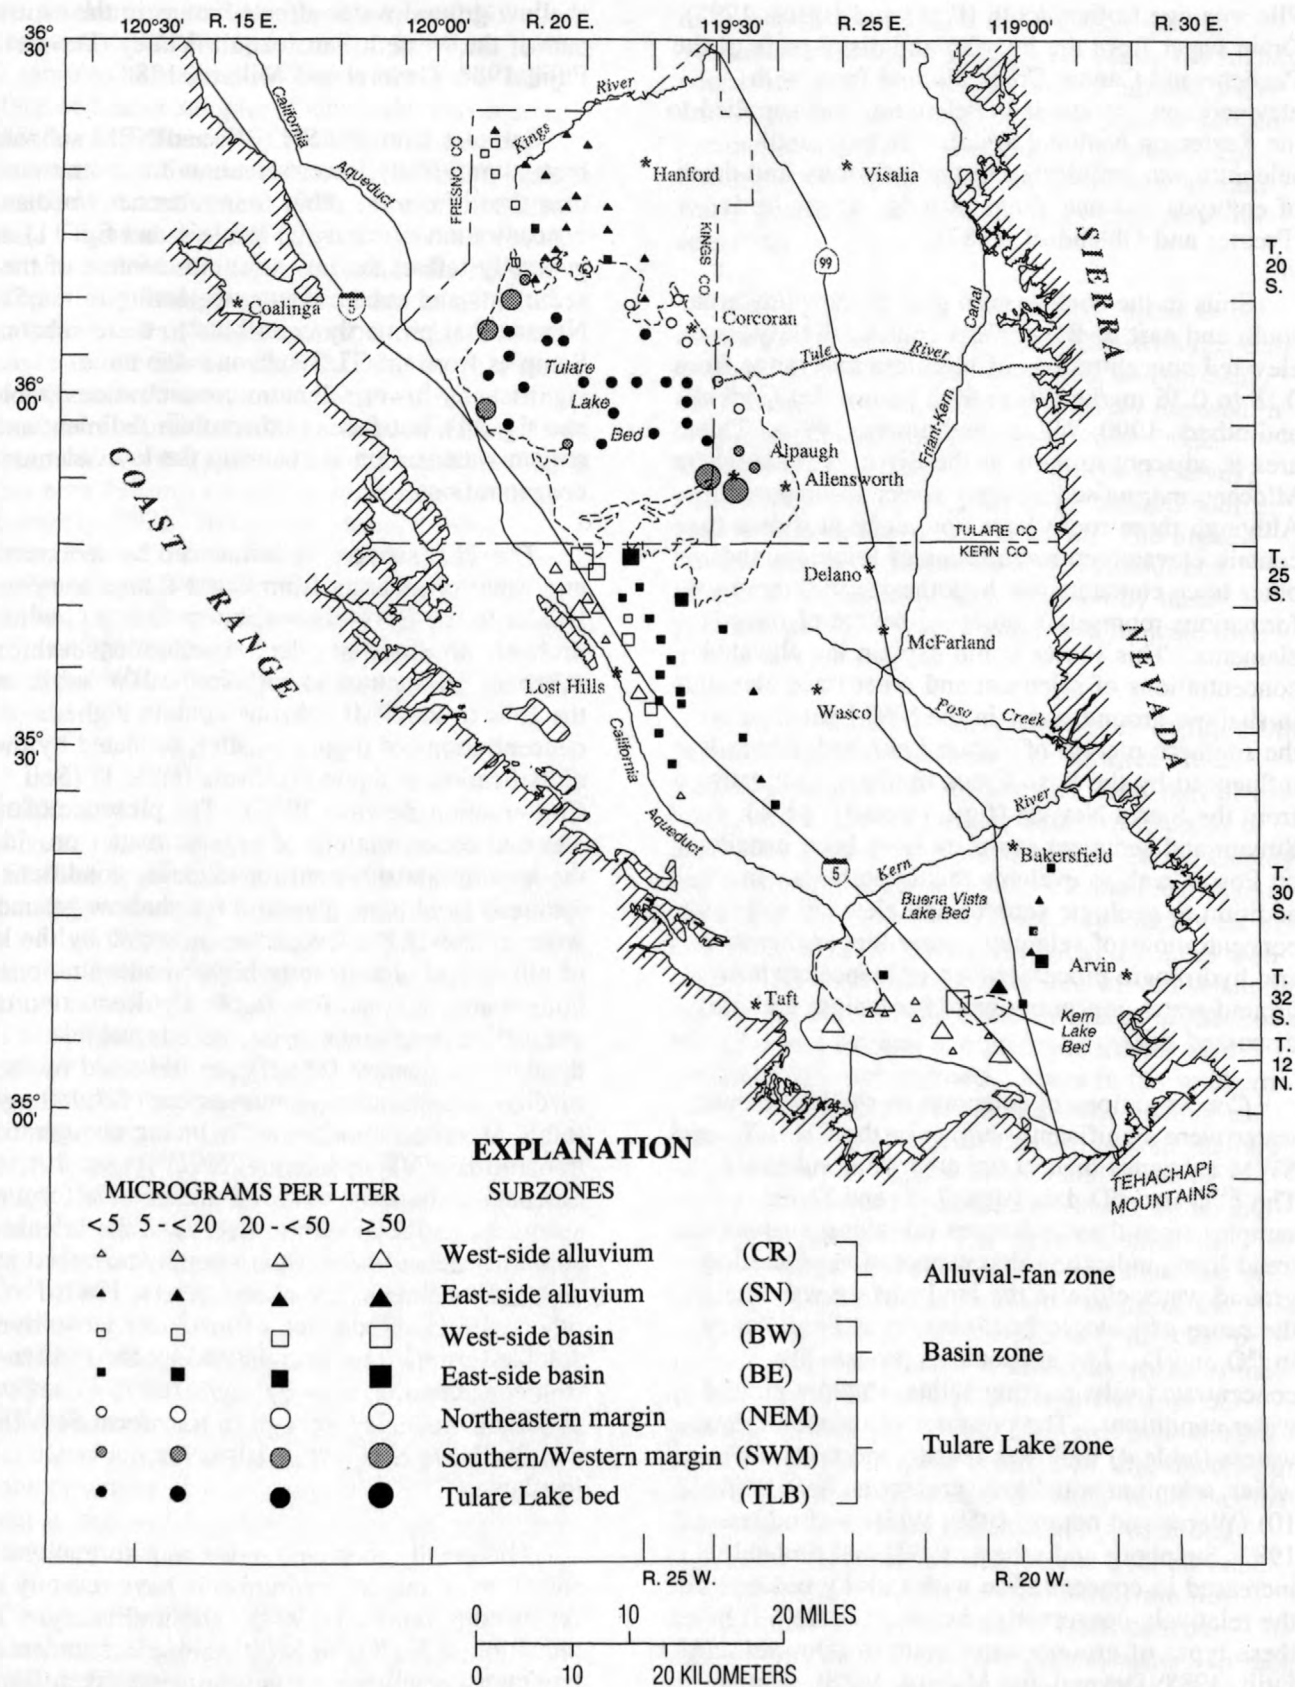 120°30' R. 15 E. 120°00' R. 20 E. 119°30' R. 25 E. 119°00' R. 30 E.
36°
30'
California
Aqueduct
FRESNO CO
Kings
River
Hanford
Visalia
KINGS CO
99
SIERRA
T.
20
S.
Coalinga
5
Corcoran
Canal
Tule River
36°
00'
Tulare
Lake
Bed
Friant-Kern
Alpaugh
Allensworth
COAST RANGE
TULARE CO
KERN CO
T.
25
S.
Delano
McFarland
NEVADA
Lost Hills
Wasco
Poso Creek
35°
30'
California
Aqueduct
River
Kern
5
Bakersfield
Buena Vista
Lake Bed
T.
30
S.
Arvin
Taft
T.
32
S.
Kern
Lake
Bed
T.
12
N.
35°
00'
TEHACHAPI
MOUNTAINS
EXPLANATION
MICROGRAMS PER LITER SUBZONES
<5 5 - <20 20 - <50 ≥50
West-side alluvium (CR)
East-side alluvium (SN)
Alluvial-fan zone
West-side basin (BW)
Basin zone
East-side basin (BE)
Northeastern margin (NEM)
Tulare Lake zone
Southern/Western margin (SWM)
Tulare Lake bed (TLB)
R. 25 W. R. 20 W.
0 10 20 MILES
0 10 20 KILOMETERS